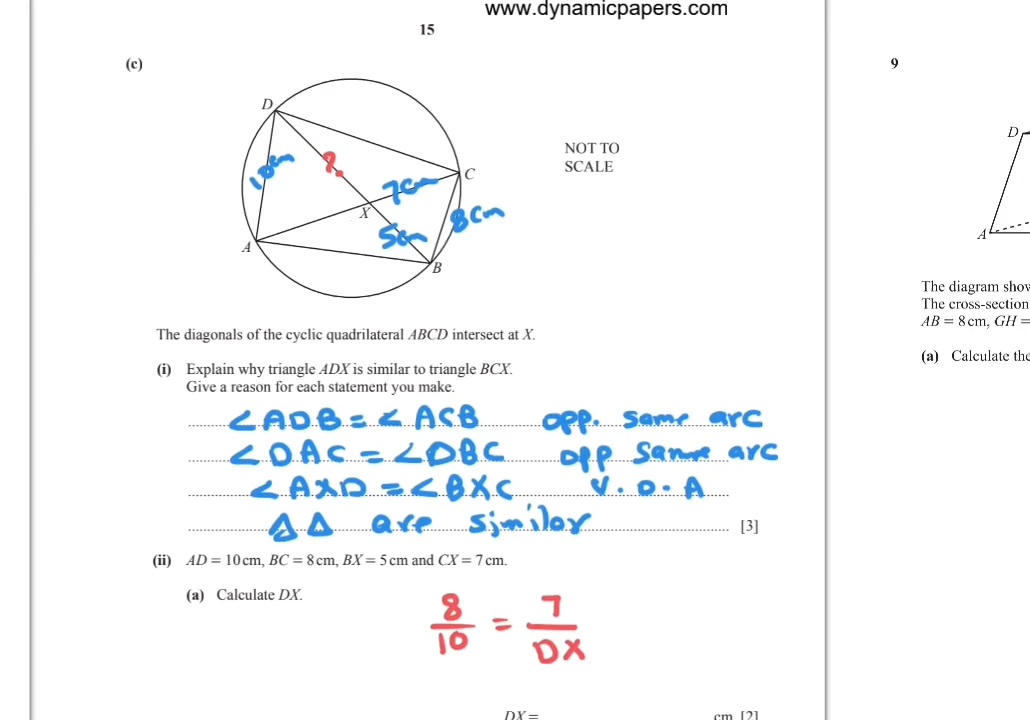 www.dynamicpapers.com
15
(c)
D
10cm
?.
7cm
C
NOT TO
SCALE
X
8cm
5cm
A
B
The diagonals of the cyclic quadrilateral ABCD intersect at X.
(i) Explain why triangle ADX is similar to triangle BCX.
Give a reason for each statement you make.
∠ADB = ∠ACB opp. same arc
∠DAC = ∠DBC opp same arc
∠AXD = ∠BXC V.O.A
ΔΔ are similar [3]
(ii) AD = 10 cm, BC = 8 cm, BX = 5 cm and CX = 7 cm.
(a) Calculate DX.
8/10 = 7/DX
DX = cm [2]
9
D
A
The diagram show
The cross-section
AB = 8 cm, GH =
(a) Calculate the